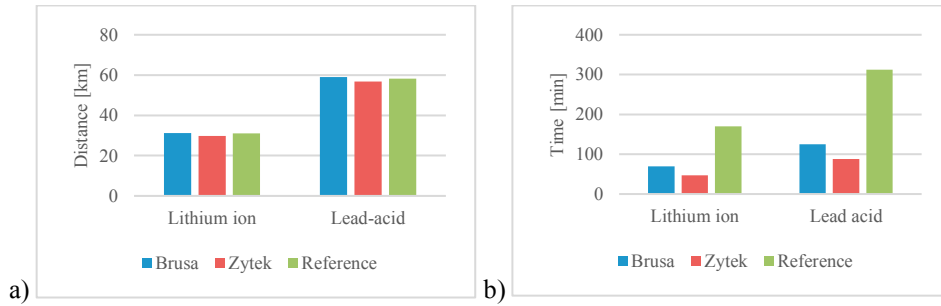 80
60
40
20
0
Distance [km]
Lithium ion Lead-acid
Brusa Zytek Reference
a)
400
300
200
100
0
Time [min]
Lithium ion Lead acid
Brusa Zytek Reference
b)